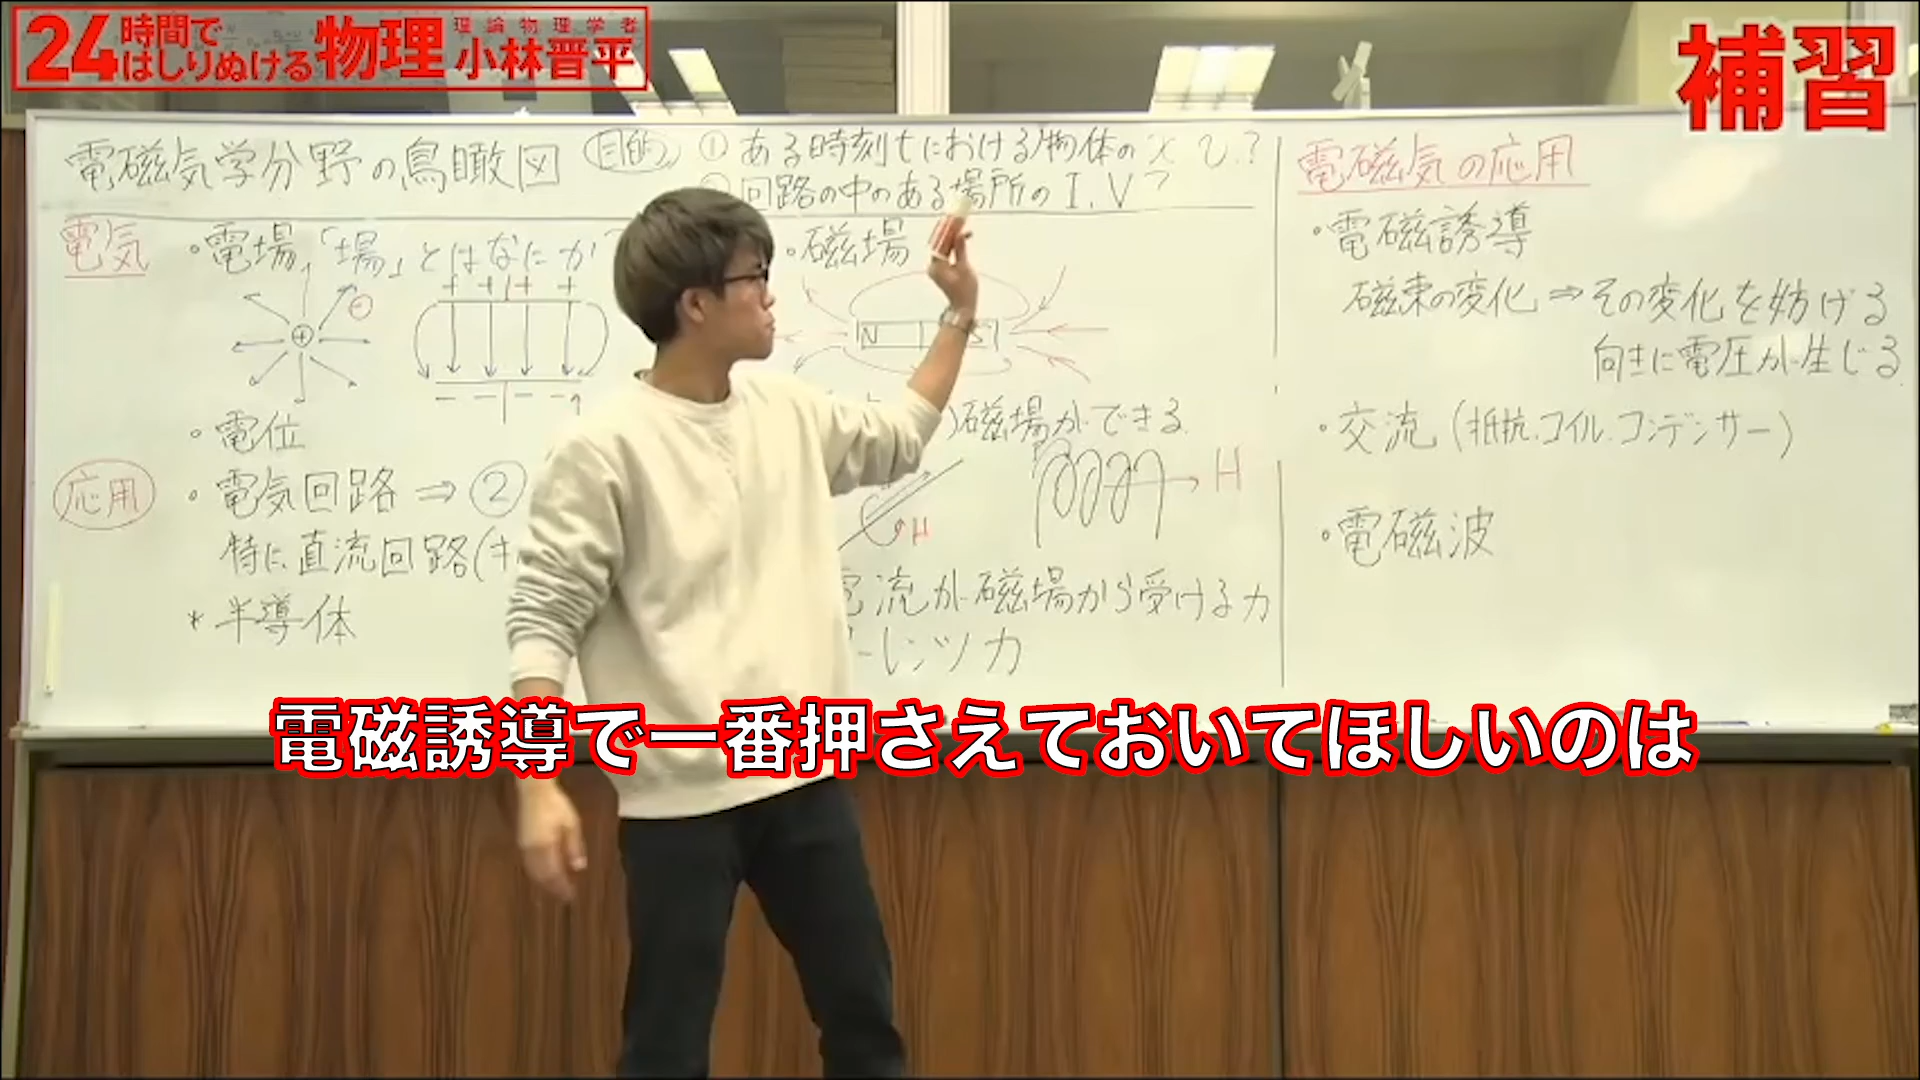 24時間で
はしりぬける物理
理論物理学者
小林晋平
補習
電磁気学分野の鳥瞰図
目的 ① ある時刻tにおける物体の x v.?
回路の中のある場所の I.V?
電気
・電場「場」とはなにか
・電位
応用 ・電気回路 ⇒ ②
特に直流回路(キ
* 半導体
・磁場
N S
磁場ができる
H
H
電流が磁場から受ける力
ーレンツ力
電磁気の応用
・電磁誘導
磁束の変化 ⇒ その変化を妨げる
向きに電圧が生じる
・交流(抵抗.コイル.コンデンサー)
・電磁波
電磁誘導で一番押さえておいてほしいのは